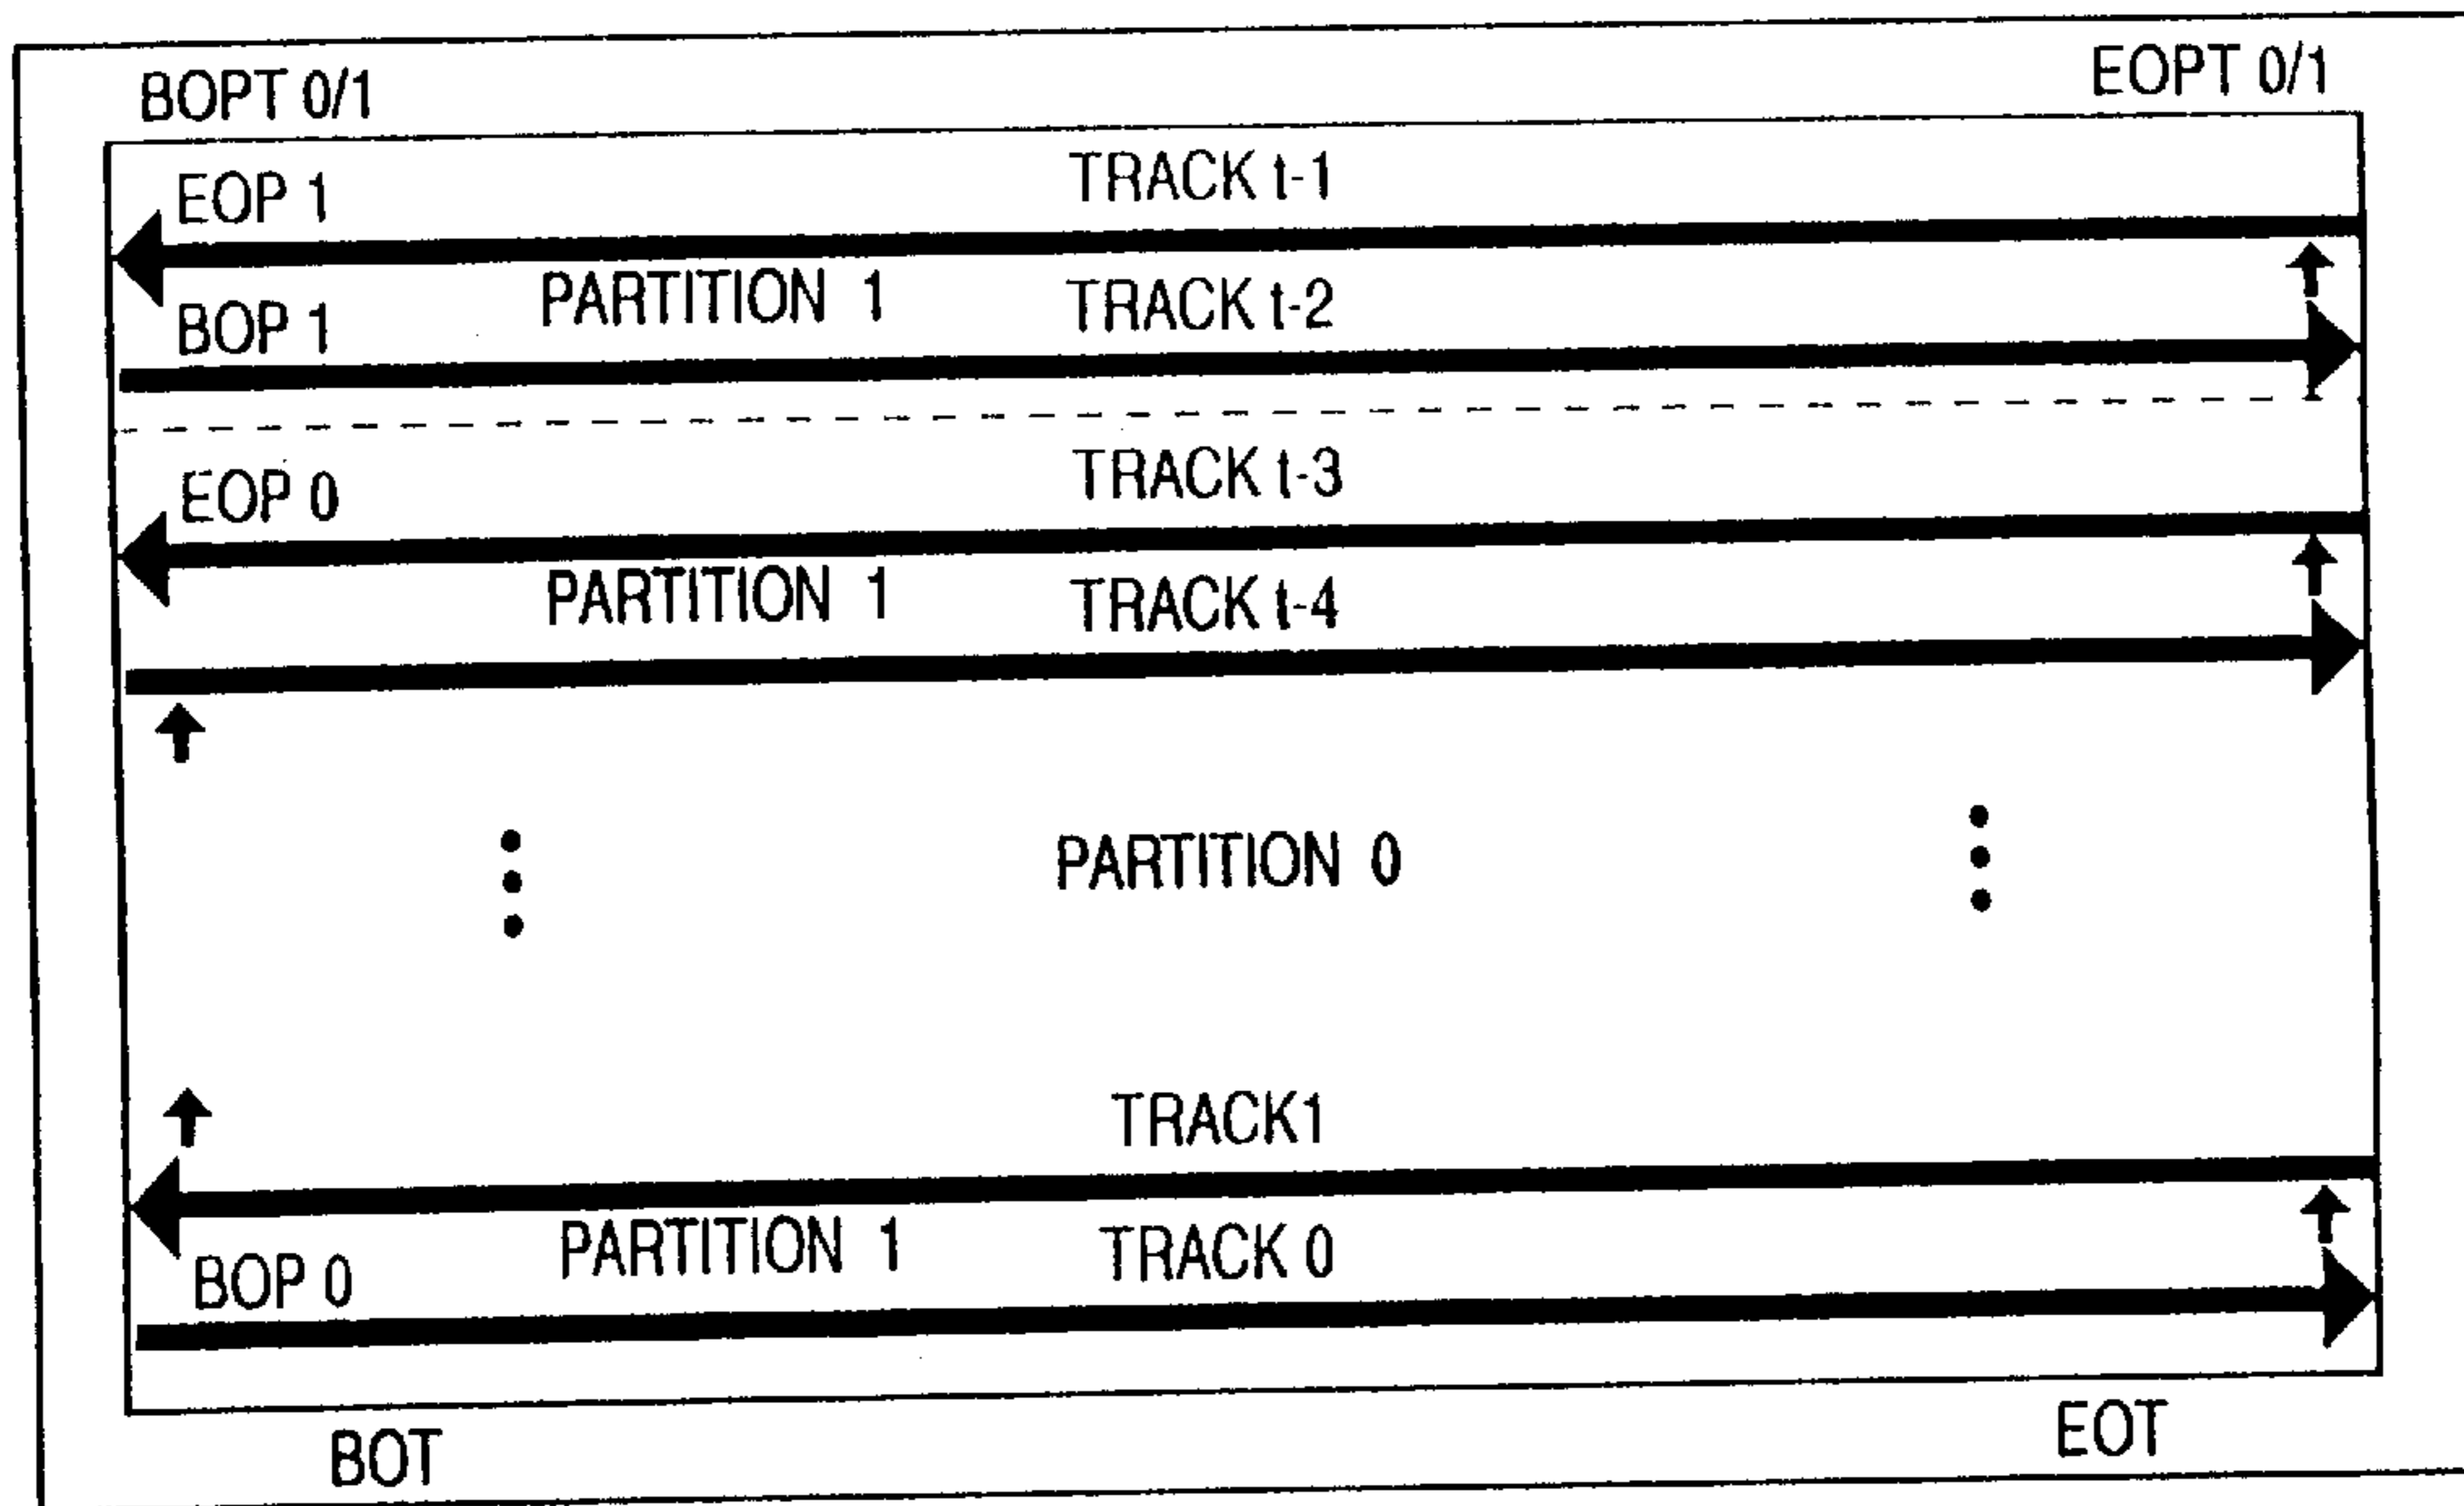 BOPT 0/1 EOPT 0/1
TRACK t-1
EOP 1
PARTITION 1 TRACK t-2
BOP 1
TRACK t-3
EOP 0
PARTITION 1 TRACK t-4
PARTITION 0
TRACK1
PARTITION 1 TRACK 0
BOP 0
BOT EOT